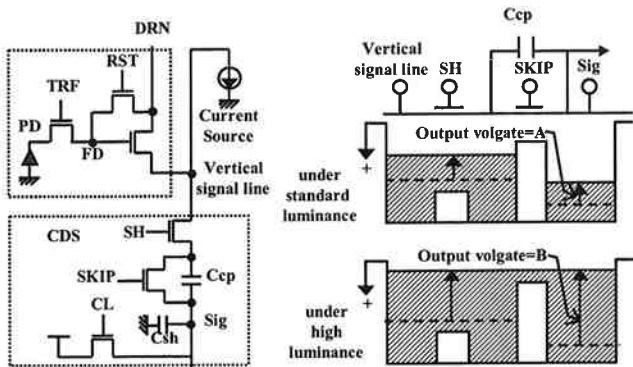 DRN
RST
TRF
PD
FD
Current
Source
Vertical
signal line
CDS
SH
SKIP
Ccp
CL
Sig
Csh
Ccp
Vertical
signal line
SH
SKIP
Sig
Output volgate=A
+
under
standard
luminance
Output volgate=B
+
under
high
luminance